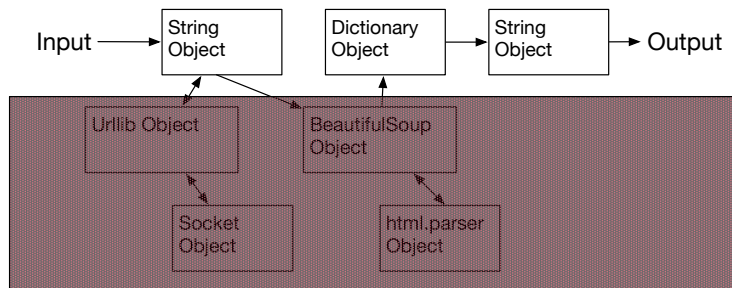 Input
String
Object
Dictionary
Object
String
Object
Output
Urllib Object
BeautifulSoup
Object
Socket
Object
html.parser
Object